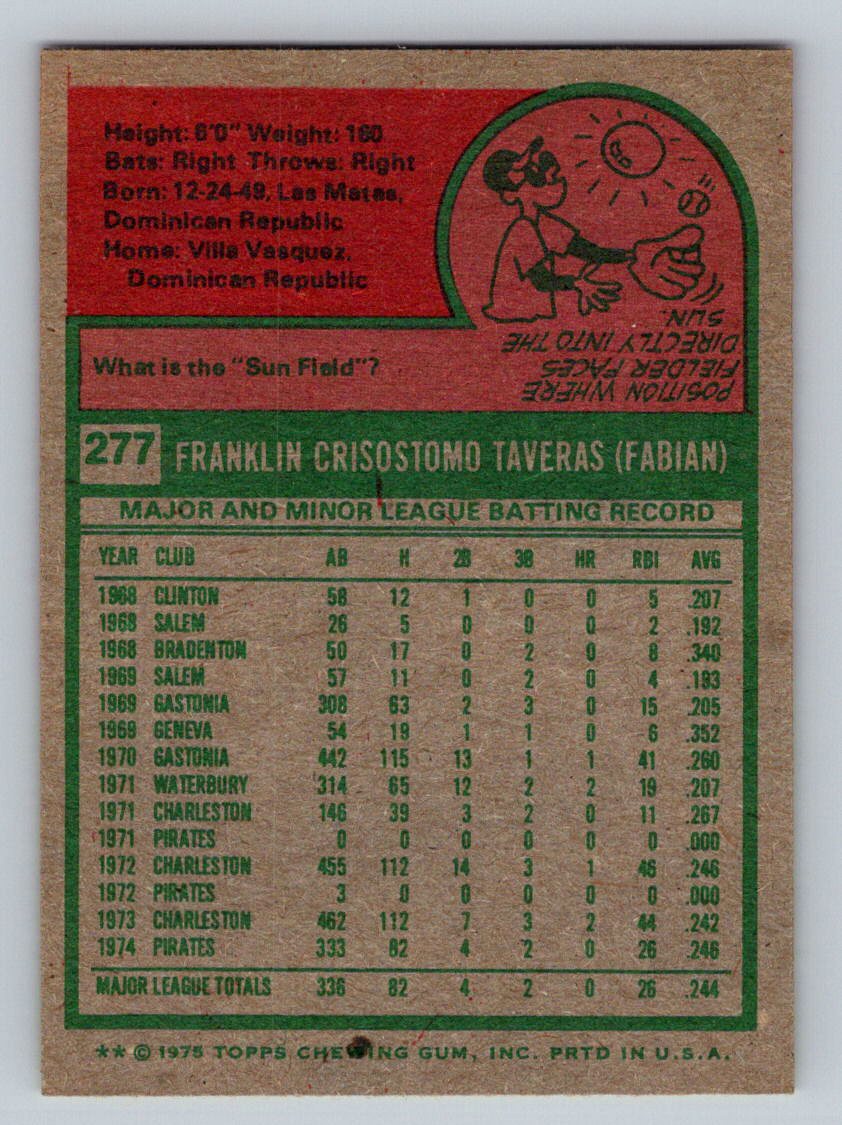 Height: 6'0" Weight: 160
Bats: Right Throws: Right
Born: 12-24-49, Las Matas,
Dominican Republic
Home: Villa Vasquez,
Dominican Republic
What is the "Sun Field"?
POSITION WHERE
FIELDER FACES
DIRECTLY INTO THE
SUN.
277 FRANKLIN CRISOSTOMO TAVERAS (FABIAN)
MAJOR AND MINOR LEAGUE BATTING RECORD
YEAR CLUB AB H 2B 3B HR RBI AVG
1968 CLINTON 58 12 1 0 0 5 .207
1968 SALEM 26 5 0 0 0 2 .192
1968 BRADENTON 50 17 0 2 0 8 .340
1969 SALEM 57 11 0 2 0 4 .193
1969 GASTONIA 308 63 2 3 0 15 .205
1969 GENEVA 54 19 1 1 0 6 .352
1970 GASTONIA 442 115 13 1 1 41 .260
1971 WATERBURY 314 65 12 2 2 19 .207
1971 CHARLESTON 146 39 3 2 0 11 .267
1971 PIRATES 0 0 0 0 0 0 .000
1972 CHARLESTON 455 112 14 3 1 46 .246
1972 PIRATES 3 0 0 0 0 0 .000
1973 CHARLESTON 462 112 7 3 2 44 .242
1974 PIRATES 333 82 4 2 0 26 .246
MAJOR LEAGUE TOTALS 336 82 4 2 0 26 .244
** © 1975 TOPPS CHEWING GUM, INC. PRTD IN U.S.A.